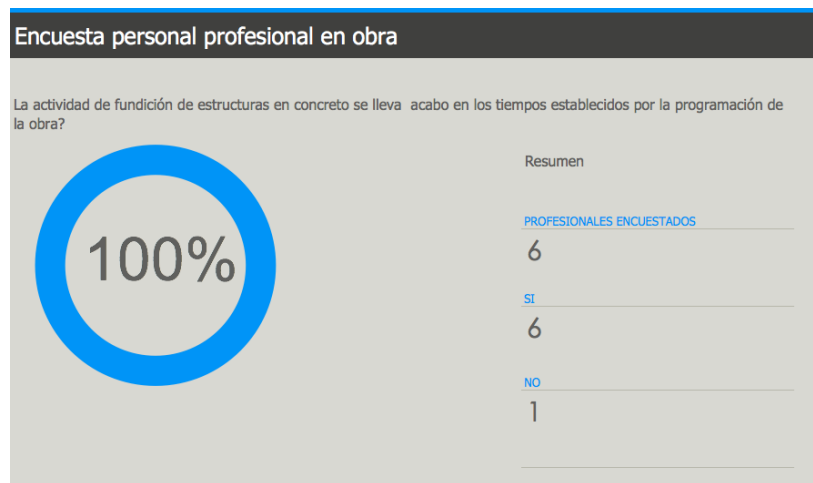 Encuesta personal profesional en obra
La actividad de fundición de estructuras en concreto se lleva acabo en los tiempos establecidos por la programación de
la obra?
100%
Resumen
PROFESIONALES ENCUESTADOS
6
SI
6
NO
1